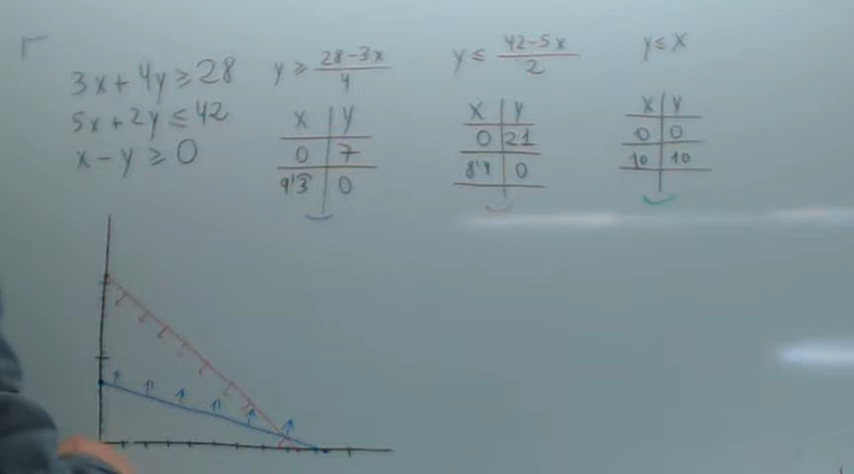 3x+4y≥28
5x+2y≤42
x-y≥0
y≥ 28-3x / 4
x | y
0 | 7
9'3 | 0
y≤ 42-5x / 2
x | y
0 | 21
8'4 | 0
y≤x
x | y
0 | 0
10 | 10